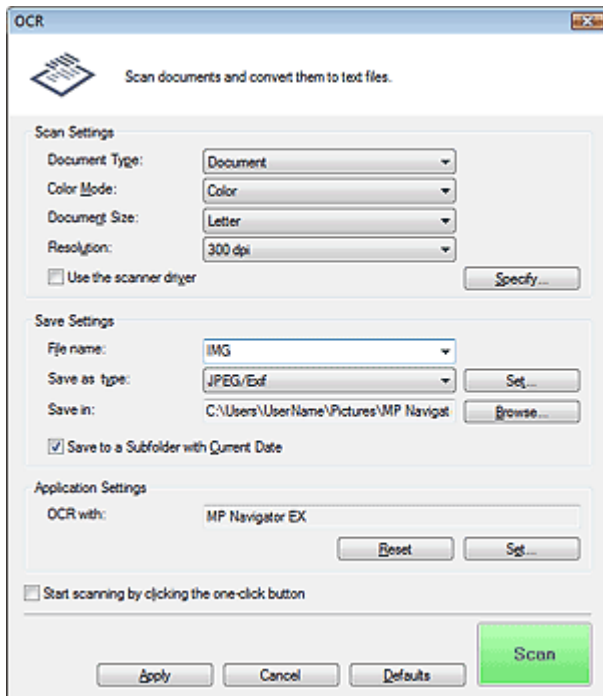 OCR
Scan documents and convert them to text files.
Scan Settings
Document Type: Document
Color Mode: Color
Document Size: Letter
Resolution: 300 dpi
Use the scanner driver Specify...
Save Settings
File name: IMG
Save as type: JPEG/Exif Set...
Save in: C:\Users\UserName\Pictures\MP Navigat Browse...
Save to a Subfolder with Current Date
Application Settings
OCR with: MP Navigator EX
Reset Set...
Start scanning by clicking the one-click button
Scan
Apply Cancel Defaults